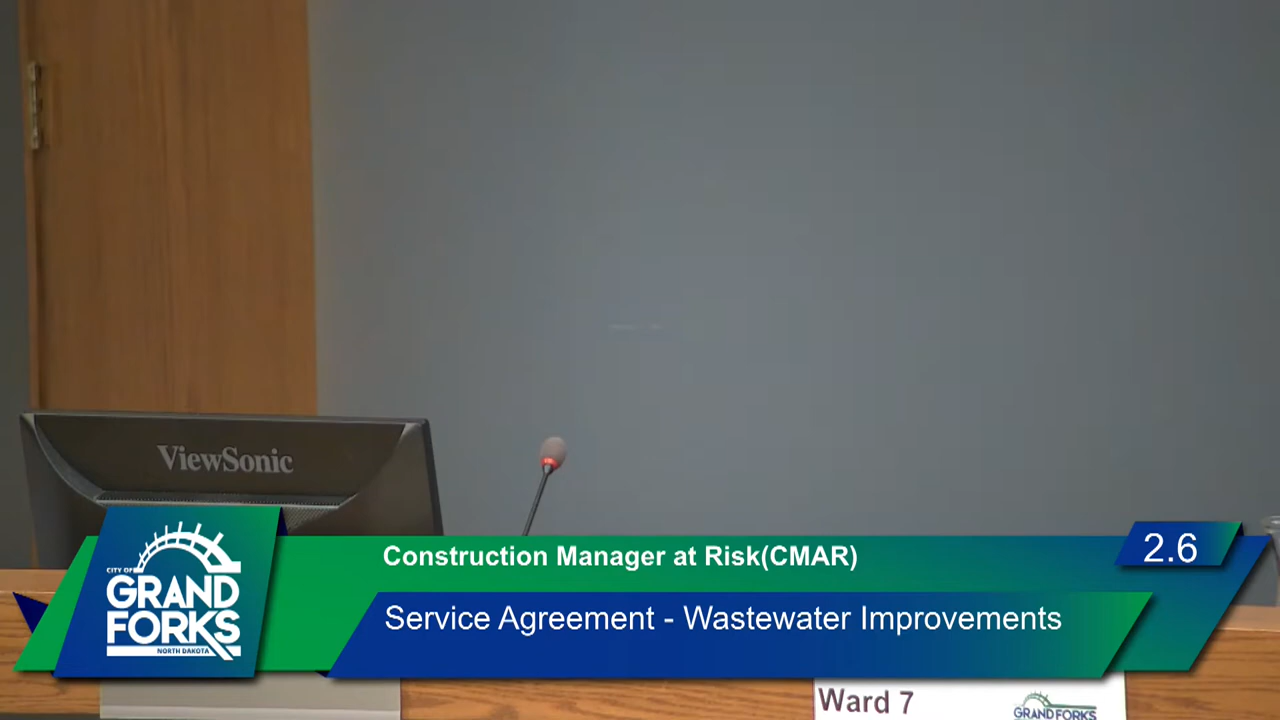 ViewSonic
Construction Manager at Risk(CMAR)
2.6
CITY OF
GRAND
FORKS
NORTH DAKOTA
Service Agreement - Wastewater Improvements
Ward 7
GRAND FORKS